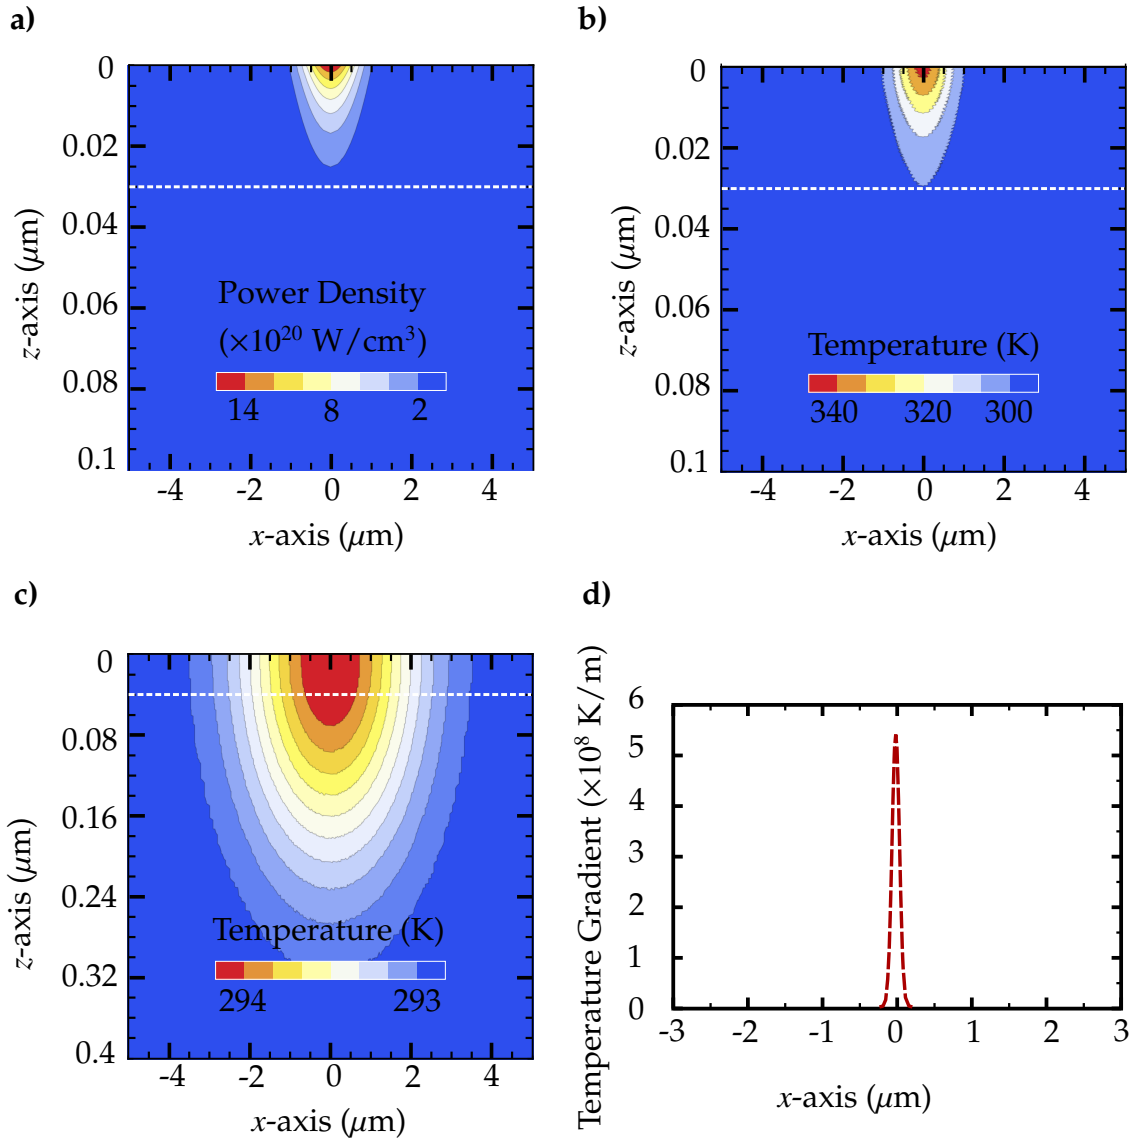 a)
0
0.02
0.04
0.06
0.08
0.1
z-axis (μm)
Power Density
(×10²⁰ W/cm³)
14 8 2
-4 -2 0 2 4
x-axis (μm)
b)
0
0.02
0.04
0.06
0.08
0.1
z-axis (μm)
Temperature (K)
340 320 300
-4 -2 0 2 4
x-axis (μm)
c)
0
0.08
0.16
0.24
0.32
0.4
z-axis (μm)
Temperature (K)
294 293
-4 -2 0 2 4
x-axis (μm)
d)
Temperature Gradient (×10⁸ K/m)
6
5
4
3
2
1
0
-3 -2 -1 0 1 2 3
x-axis (μm)